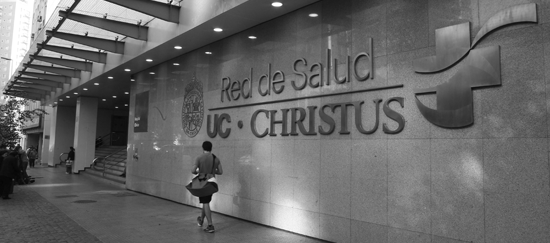 Red de Salud
UC · CHRISTUS